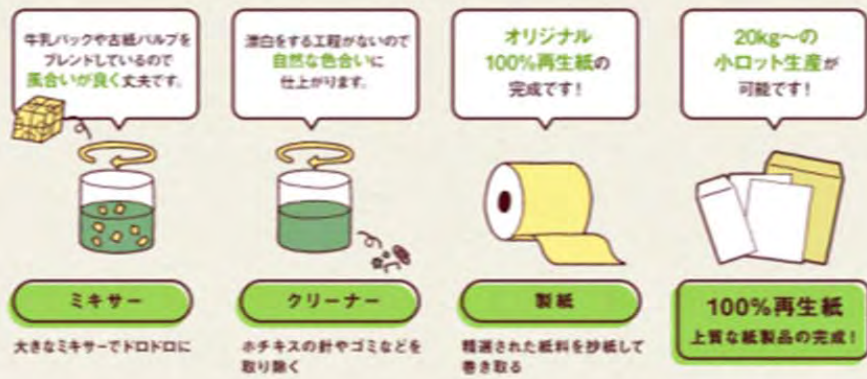 牛乳パックや古紙パルプを
ブレンドしているので
風合いが良く丈夫です。
漂白をする工程がないので
自然な色合いに
仕上がります。
オリジナル
100%再生紙の
完成です!
20kg〜の
小ロット生産が
可能です!
ミキサー
クリーナー
製紙
100%再生紙
上質な紙製品の完成!
大きなミキサーでドロドロに
ホチキスの針やゴミなどを
取り除く
精選された紙料を抄紙して
巻き取る